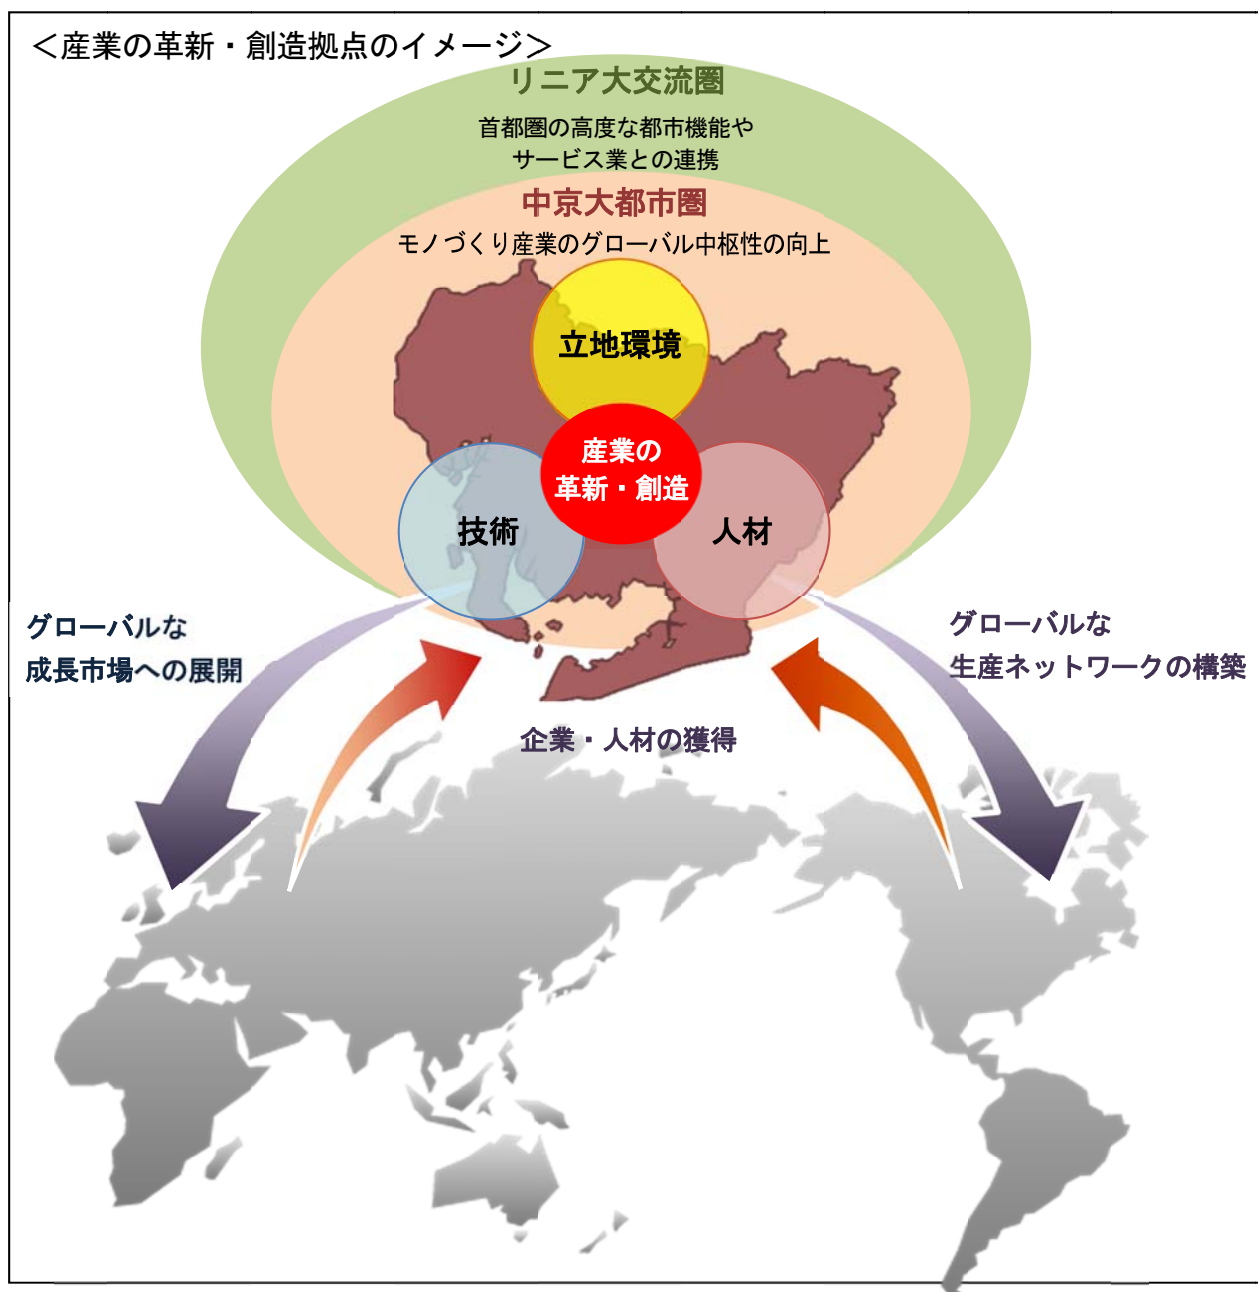 ＜産業の革新・創造拠点のイメージ＞
リニア大交流圏
首都圏の高度な都市機能や
サービス業との連携
中京大都市圏
モノづくり産業のグローバル中枢性の向上
立地環境
産業の
革新・創造
技術
人材
グローバルな
成長市場への展開
グローバルな
生産ネットワークの構築
企業・人材の獲得